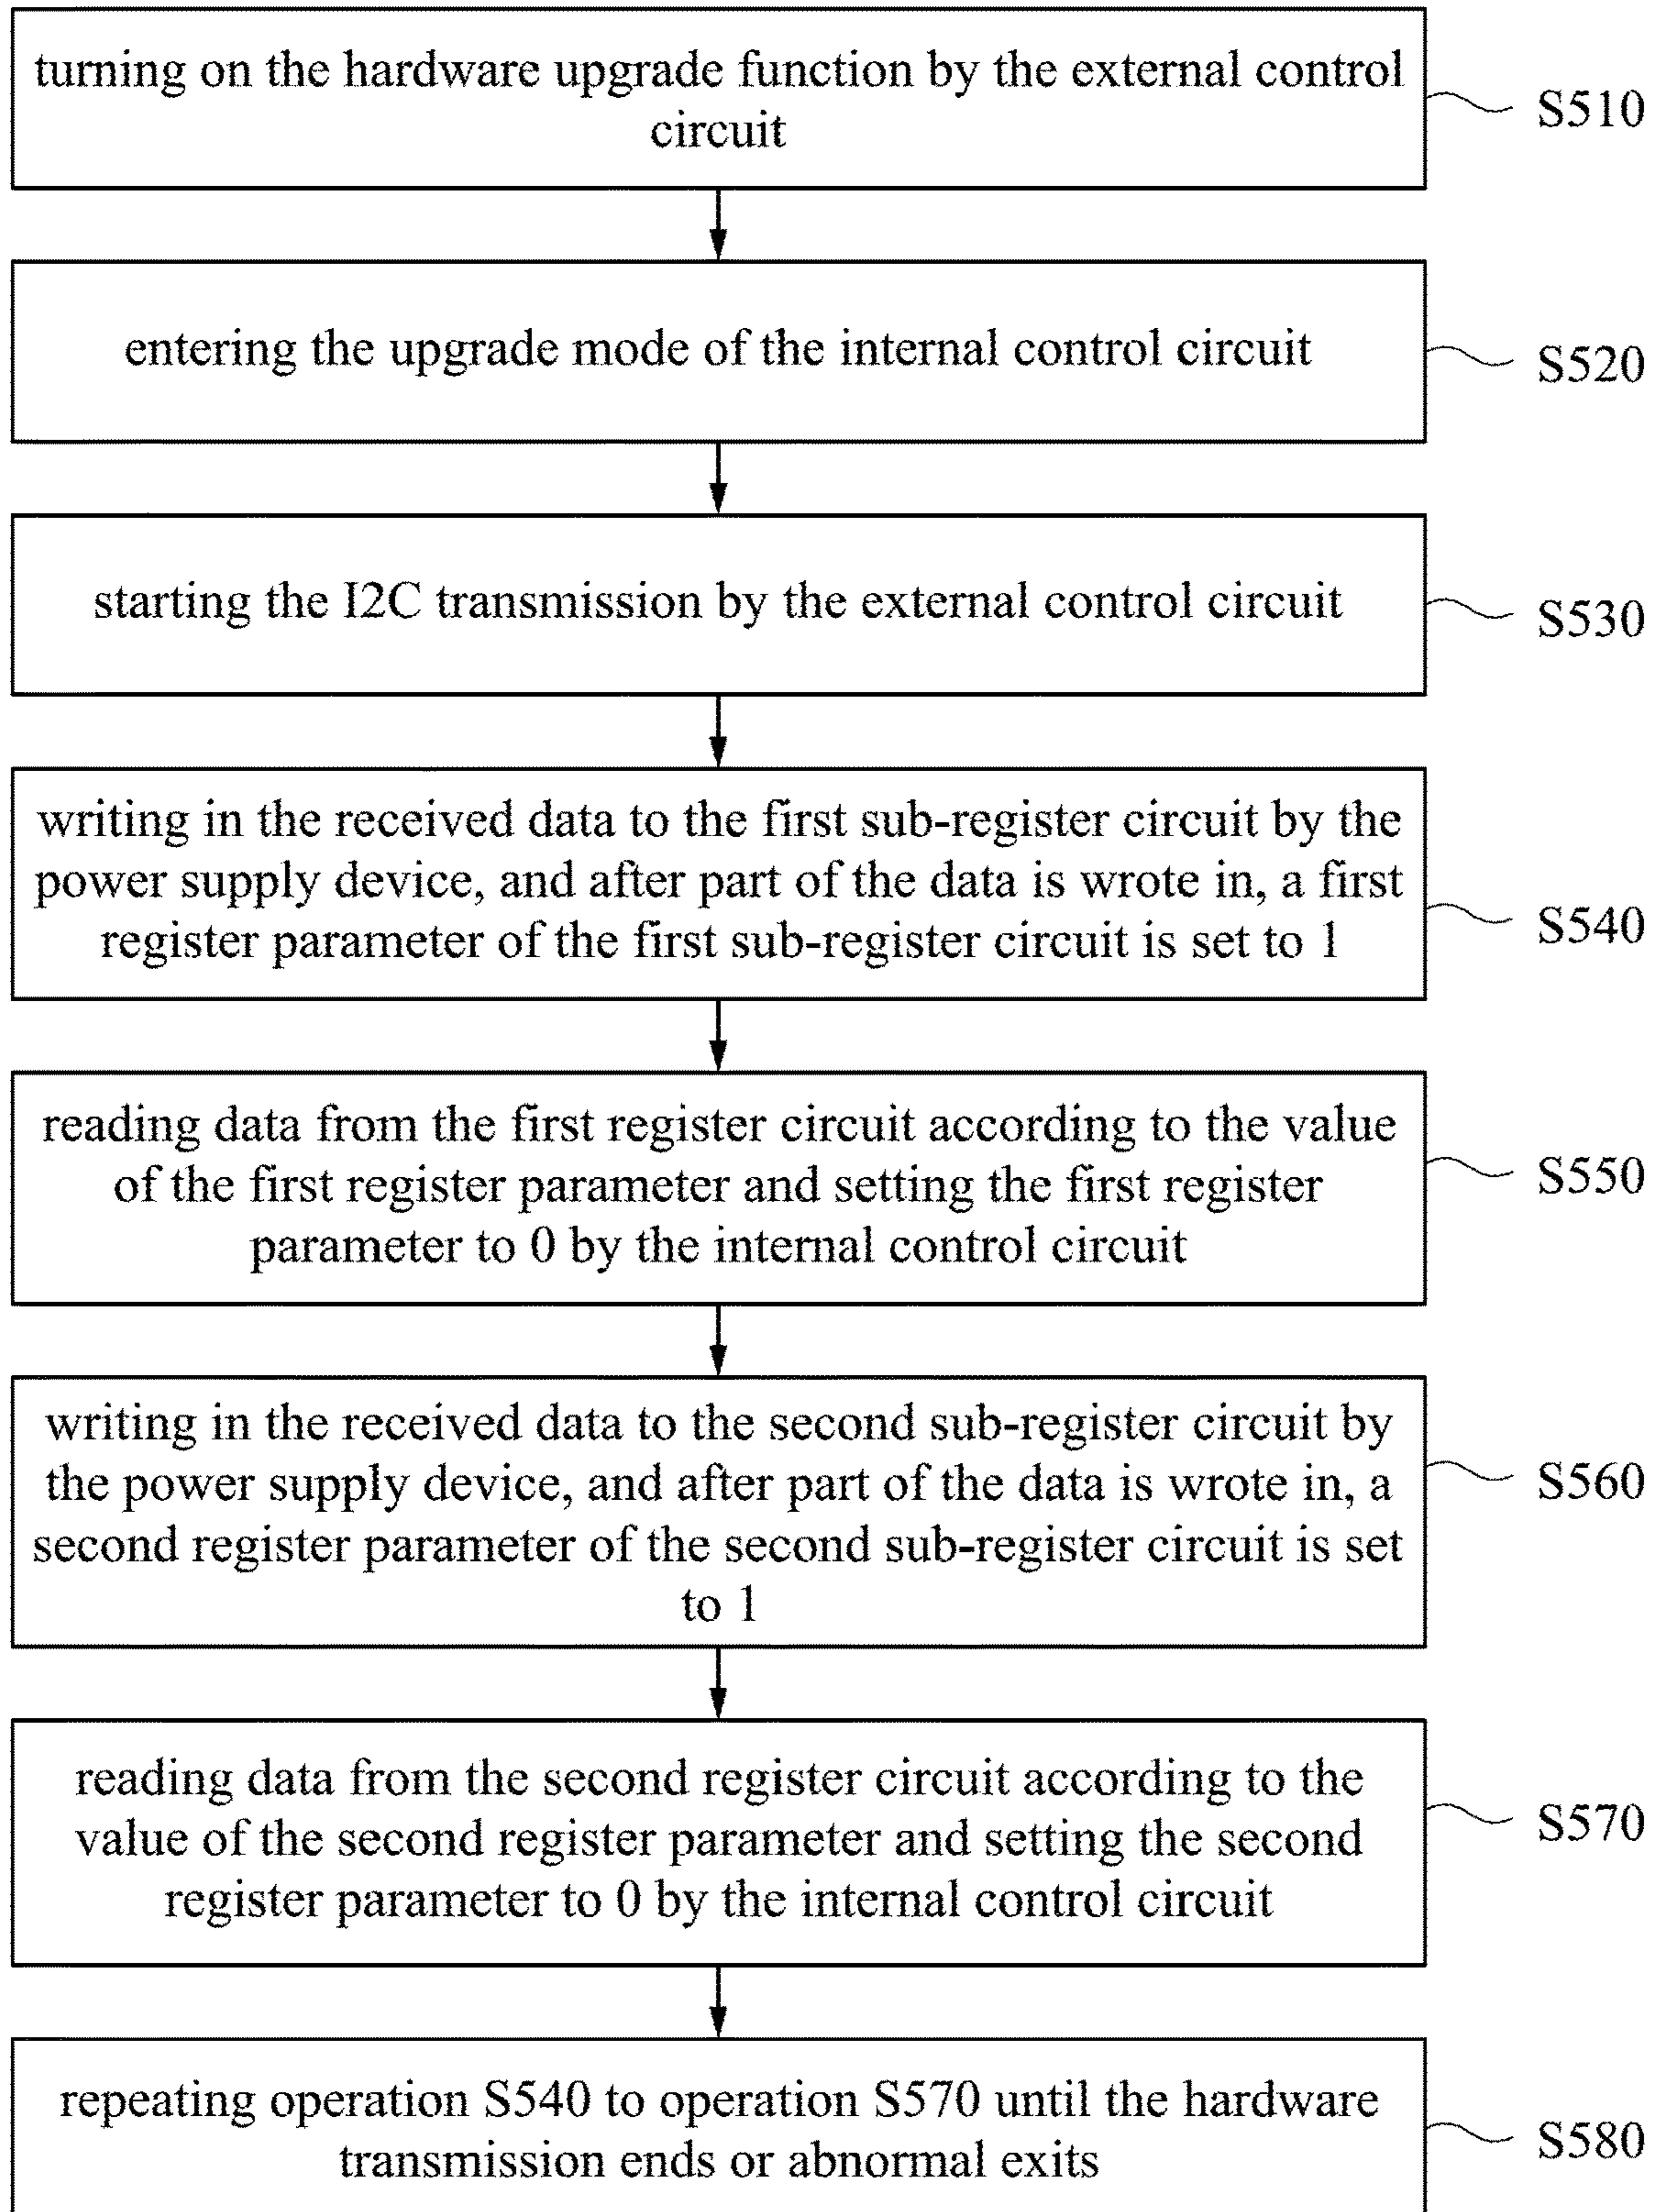 turning on the hardware upgrade function by the external control
circuit
S510
entering the upgrade mode of the internal control circuit
S520
starting the I2C transmission by the external control circuit
S530
writing in the received data to the first sub-register circuit by the
power supply device, and after part of the data is wrote in, a first
register parameter of the first sub-register circuit is set to 1
S540
reading data from the first register circuit according to the value
of the first register parameter and setting the first register
parameter to 0 by the internal control circuit
S550
writing in the received data to the second sub-register circuit by
the power supply device, and after part of the data is wrote in, a
second register parameter of the second sub-register circuit is set
to 1
S560
reading data from the second register circuit according to the
value of the second register parameter and setting the second
register parameter to 0 by the internal control circuit
S570
repeating operation S540 to operation S570 until the hardware
transmission ends or abnormal exits
S580